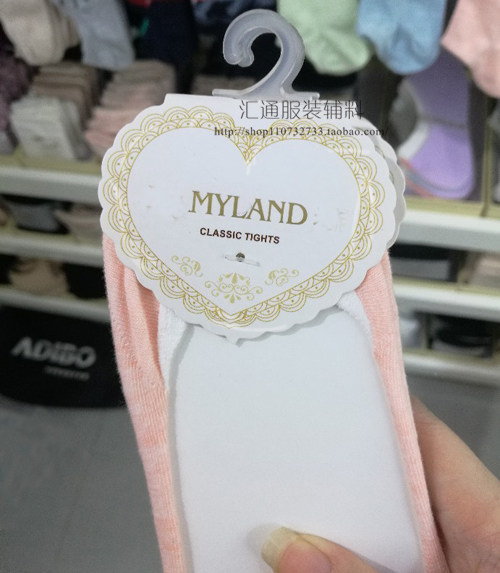 汇通服装辅料
http://shop110732733.taobao.com/
MYLAND
CLASSIC TIGHTS
ADIBO